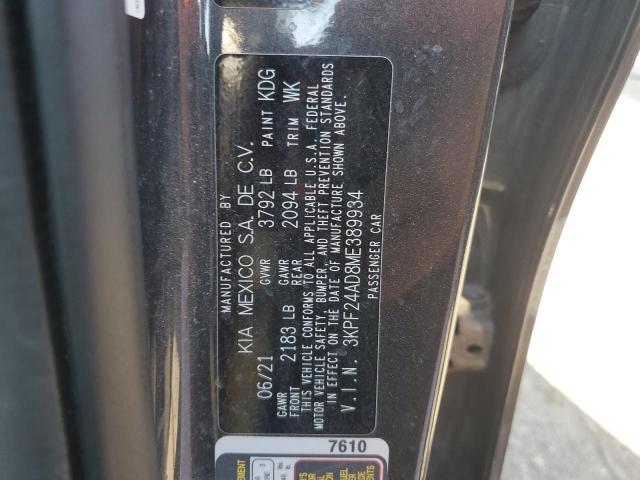 MANUFACTURED BY
KIA MEXICO S.A. DE C.V.
06/21 GVWR 3792 LB PAINT KDG
GAWR FRONT 2183 LB GAWR REAR 2094 LB TRIM WK
THIS VEHICLE CONFORMS TO ALL APPLICABLE U.S.A. FEDERAL
MOTOR VEHICLE SAFETY, BUMPER, AND THEFT PREVENTION STANDARDS
IN EFFECT ON THE DATE OF MANUFACTURE SHOWN ABOVE.
V.I.N. 3KPF24AD8ME389934
PASSENGER CAR
7610